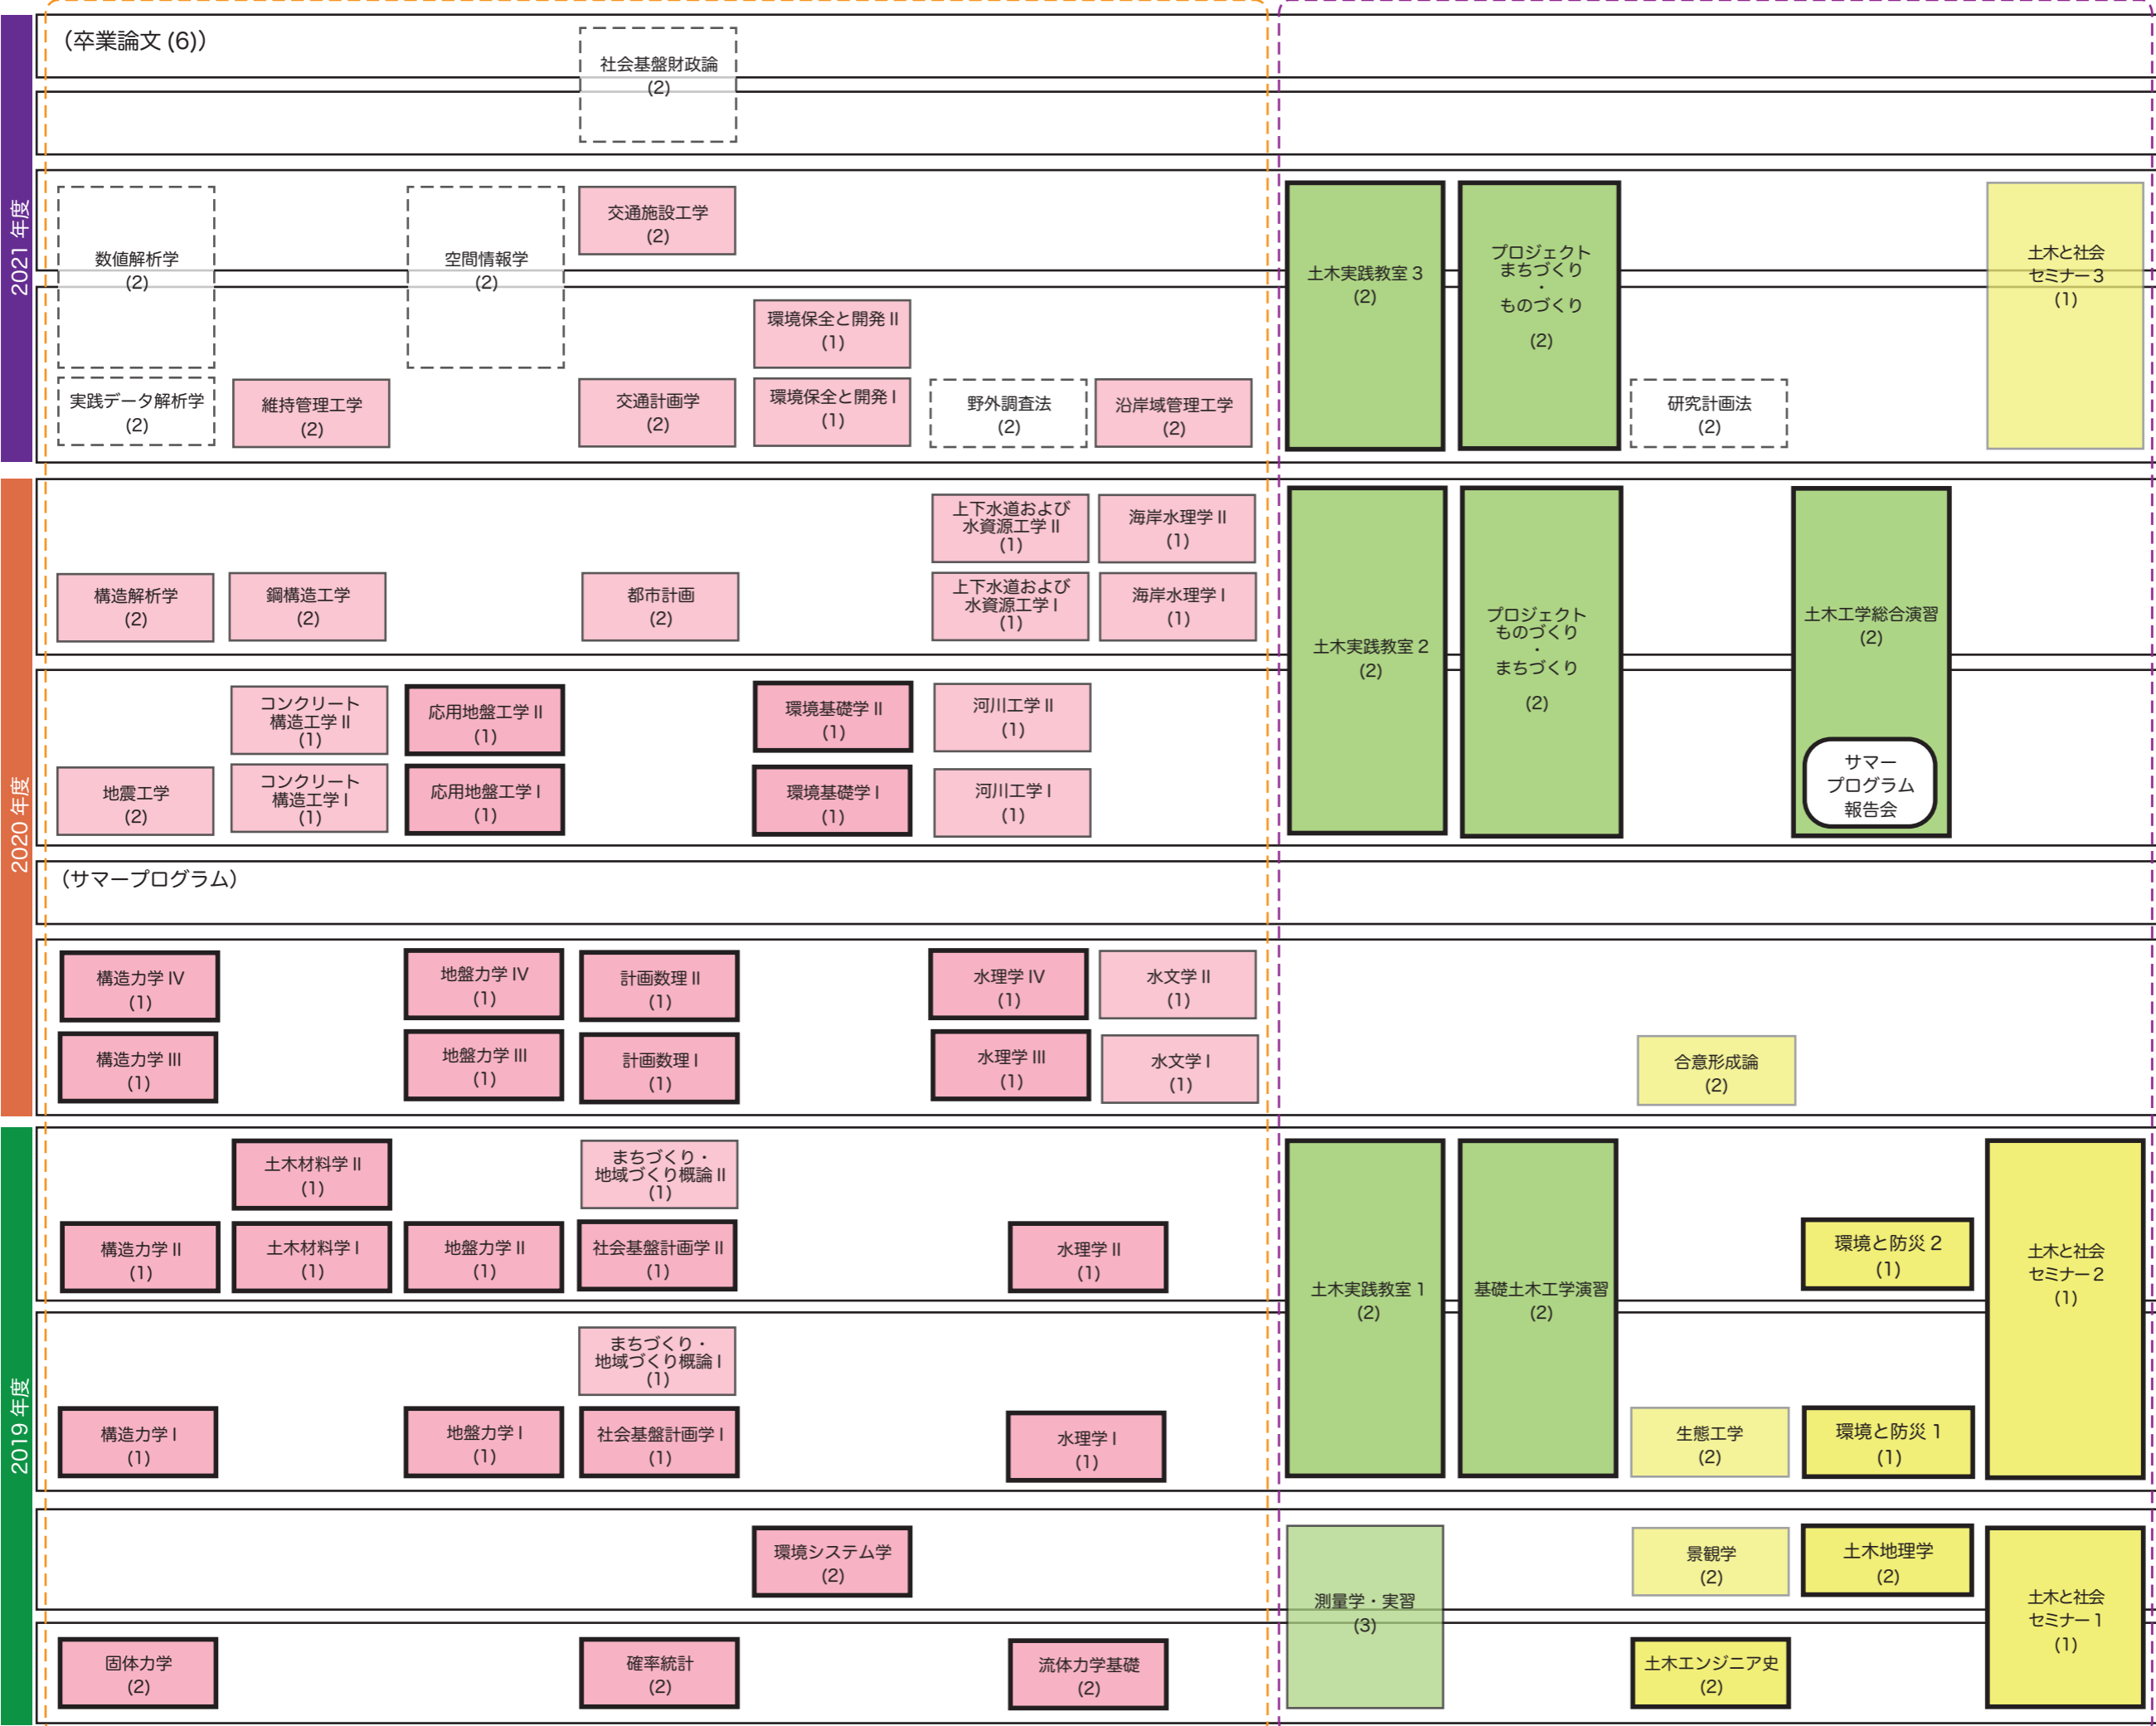 2021 年度
（卒業論文 (6)）
社会基盤財政論
(2)
数値解析学
(2)
空間情報学
(2)
交通施設工学
(2)
環境保全と開発 II
(1)
実践データ解析学
(2)
維持管理工学
(2)
交通計画学
(2)
環境保全と開発 I
(1)
野外調査法
(2)
沿岸域管理工学
(2)
土木実践教室 3
(2)
プロジェクト
まちづくり
・
ものづくり
(2)
研究計画法
(2)
土木と社会
セミナー 3
(1)
2020 年度
上下水道および
水資源工学 II
(1)
海岸水理学 II
(1)
構造解析学
(2)
鋼構造工学
(2)
都市計画
(2)
上下水道および
水資源工学 I
(1)
海岸水理学 I
(1)
コンクリート
構造工学 II
(1)
応用地盤工学 II
(1)
環境基礎学 II
(1)
河川工学 II
(1)
地震工学
(2)
コンクリート
構造工学 I
(1)
応用地盤工学 I
(1)
環境基礎学 I
(1)
河川工学 I
(1)
土木実践教室 2
(2)
プロジェクト
ものづくり
・
まちづくり
(2)
土木工学総合演習
(2)
サマー
プログラム
報告会
（サマープログラム）
構造力学 IV
(1)
地盤力学 IV
(1)
計画数理 II
(1)
水理学 IV
(1)
水文学 II
(1)
構造力学 III
(1)
地盤力学 III
(1)
計画数理 I
(1)
水理学 III
(1)
水文学 I
(1)
合意形成論
(2)
2019 年度
土木材料学 II
(1)
まちづくり・
地域づくり概論 II
(1)
構造力学 II
(1)
土木材料学 I
(1)
地盤力学 II
(1)
社会基盤計画学 II
(1)
水理学 II
(1)
まちづくり・
地域づくり概論 I
(1)
構造力学 I
(1)
地盤力学 I
(1)
社会基盤計画学 I
(1)
水理学 I
(1)
土木実践教室 1
(2)
基礎土木工学演習
(2)
環境と防災 2
(1)
生態工学
(2)
環境と防災 1
(1)
土木と社会
セミナー 2
(1)
環境システム学
(2)
固体力学
(2)
確率統計
(2)
流体力学基礎
(2)
測量学・実習
(3)
景観学
(2)
土木地理学
(2)
土木エンジニア史
(2)
土木と社会
セミナー 1
(1)